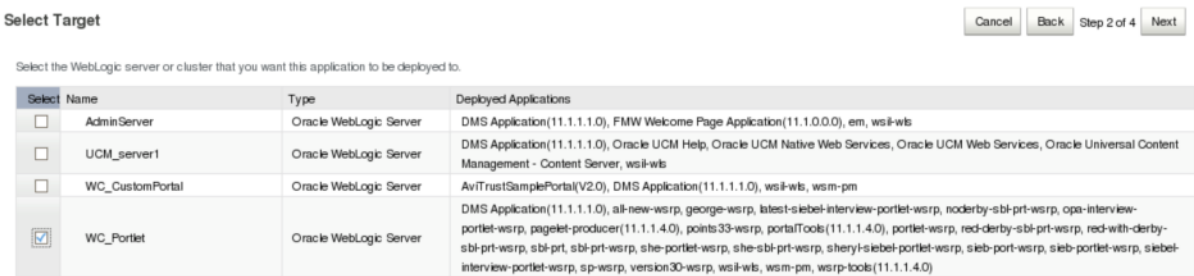 Select Target
Cancel Back Step 2 of 4 Next
Select the WebLogic server or cluster that you want this application to be deployed to.
Select Name Type Deployed Applications
AdminServer Oracle WebLogic Server DMS Application(11.1.1.1.0), FMW Welcome Page Application(11.1.0.0.0), em, wsil-wls
UCM_server1 Oracle WebLogic Server DMS Application(11.1.1.1.0), Oracle UCM Help, Oracle UCM Native Web Services, Oracle UCM Web Services, Oracle Universal Content
Management - Content Server, wsil-wls
WC_CustomPortal Oracle WebLogic Server AviTrustSamplePortal(V2.0), DMS Application(11.1.1.1.0), wsil-wls, wsm-pm
DMS Application(11.1.1.1.0), all-new-wsrp, george-wsrp, latest-siebel-interview-portlet-wsrp, noderby-sbl-prt-wsrp, opa-interview-
WC_Portlet Oracle WebLogic Server portlet-wsrp, pagelet-producer(11.1.1.4.0), points33-wsrp, portalTools(11.1.1.4.0), portlet-wsrp, red-derby-sbl-prt-wsrp, red-with-derby-
sbl-prt-wsrp, sbl-prt, sbl-prt-wsrp, she-portlet-wsrp, she-sbl-prt-wsrp, sheryl-siebel-portlet-wsrp, sieb-port-wsrp, sieb-portlet-wsrp, siebel-
interview-portlet-wsrp, sp-wsrp, version30-wsrp, wsil-wls, wsm-pm, wsrp-tools(11.1.1.4.0)